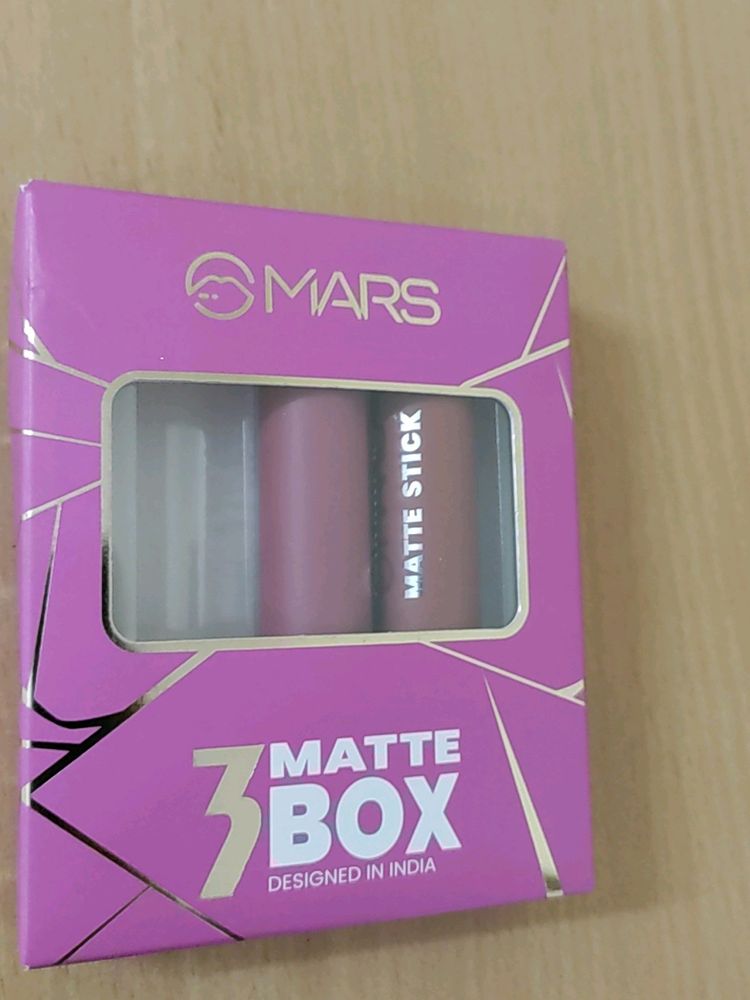 MARS
MATTE STICK
3 MATTE
BOX
DESIGNED IN INDIA